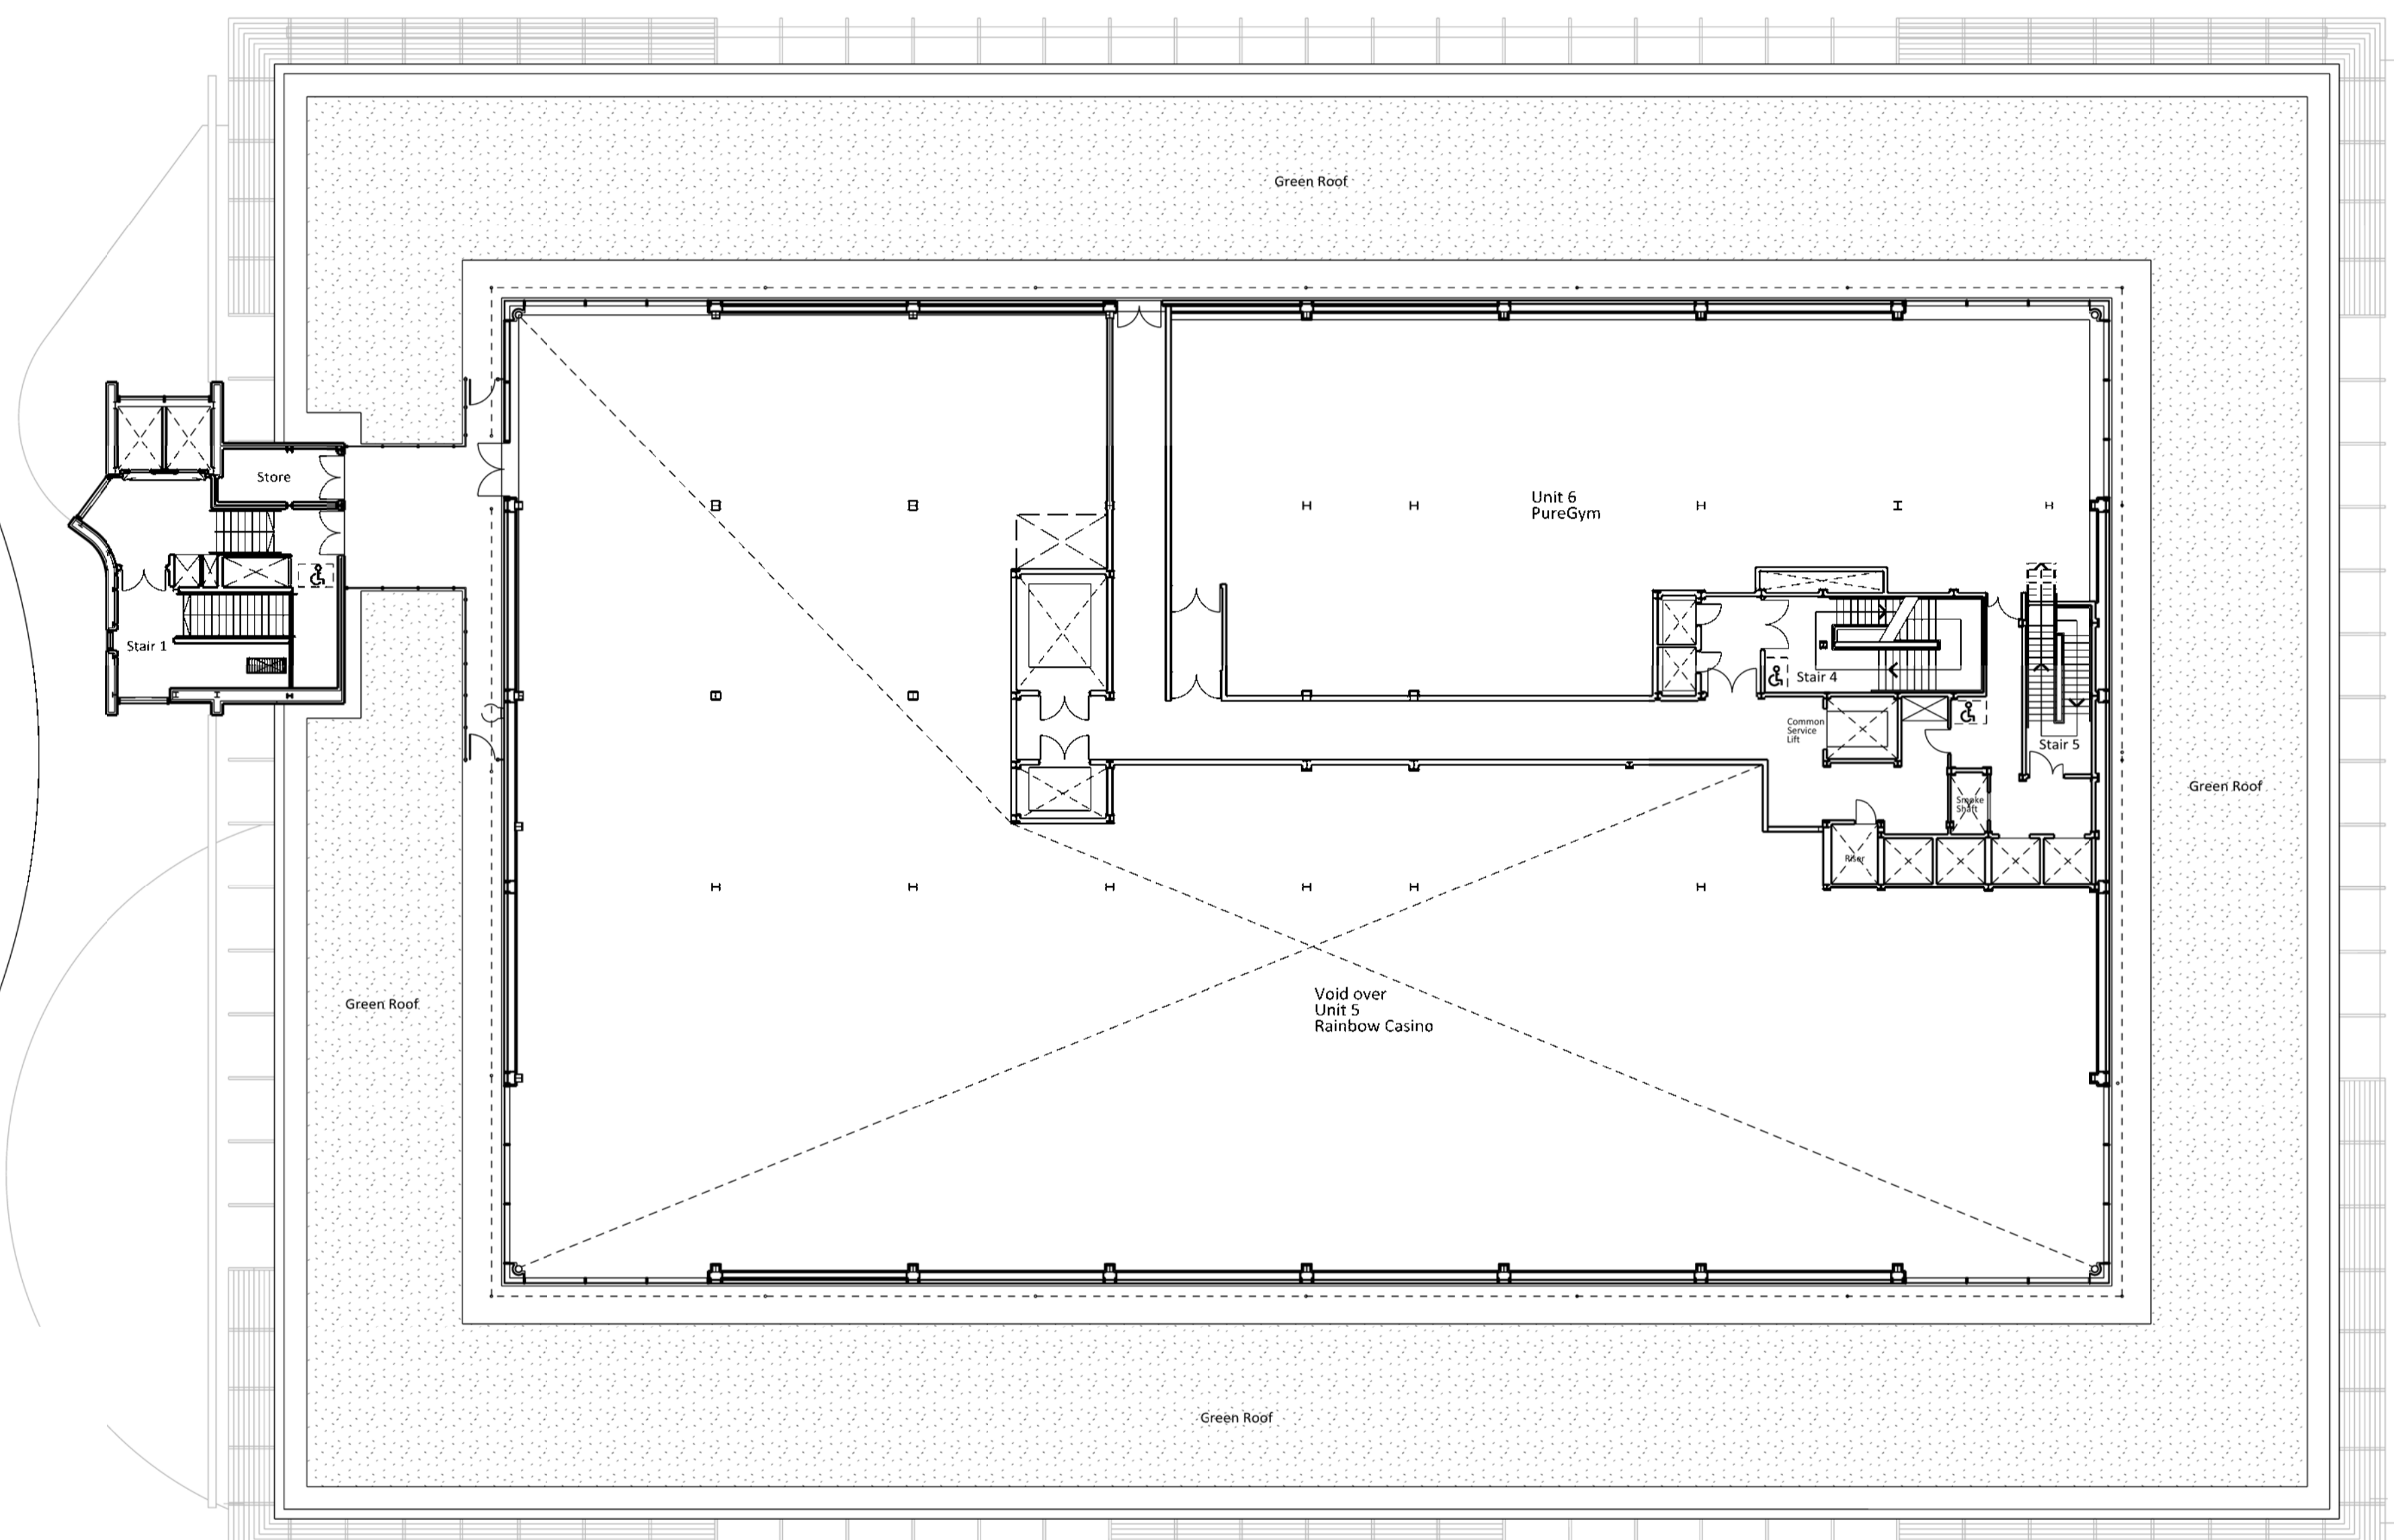 Green Roof
Store
Unit 6
PureGym
Stair 1
Stair 4
Common
Service
Lift
Stair 5
Green Roof
Smoke
Shaft
Riser
Green Roof
Void over
Unit 5
Rainbow Casino
Green Roof